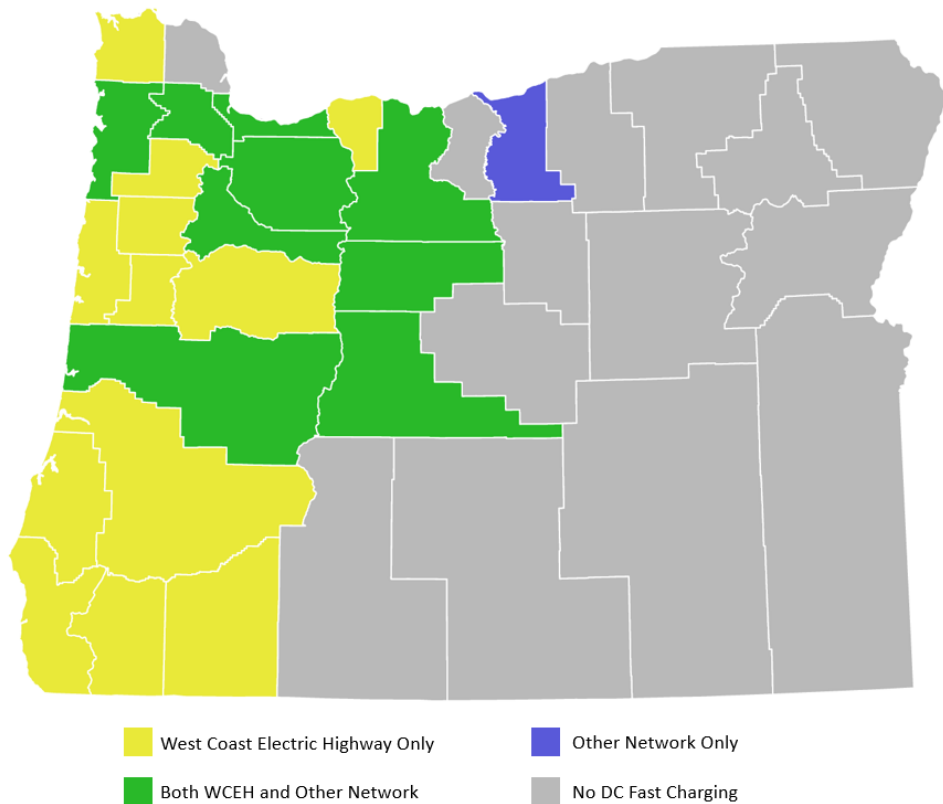 West Coast Electric Highway Only
Other Network Only
Both WCEH and Other Network
No DC Fast Charging